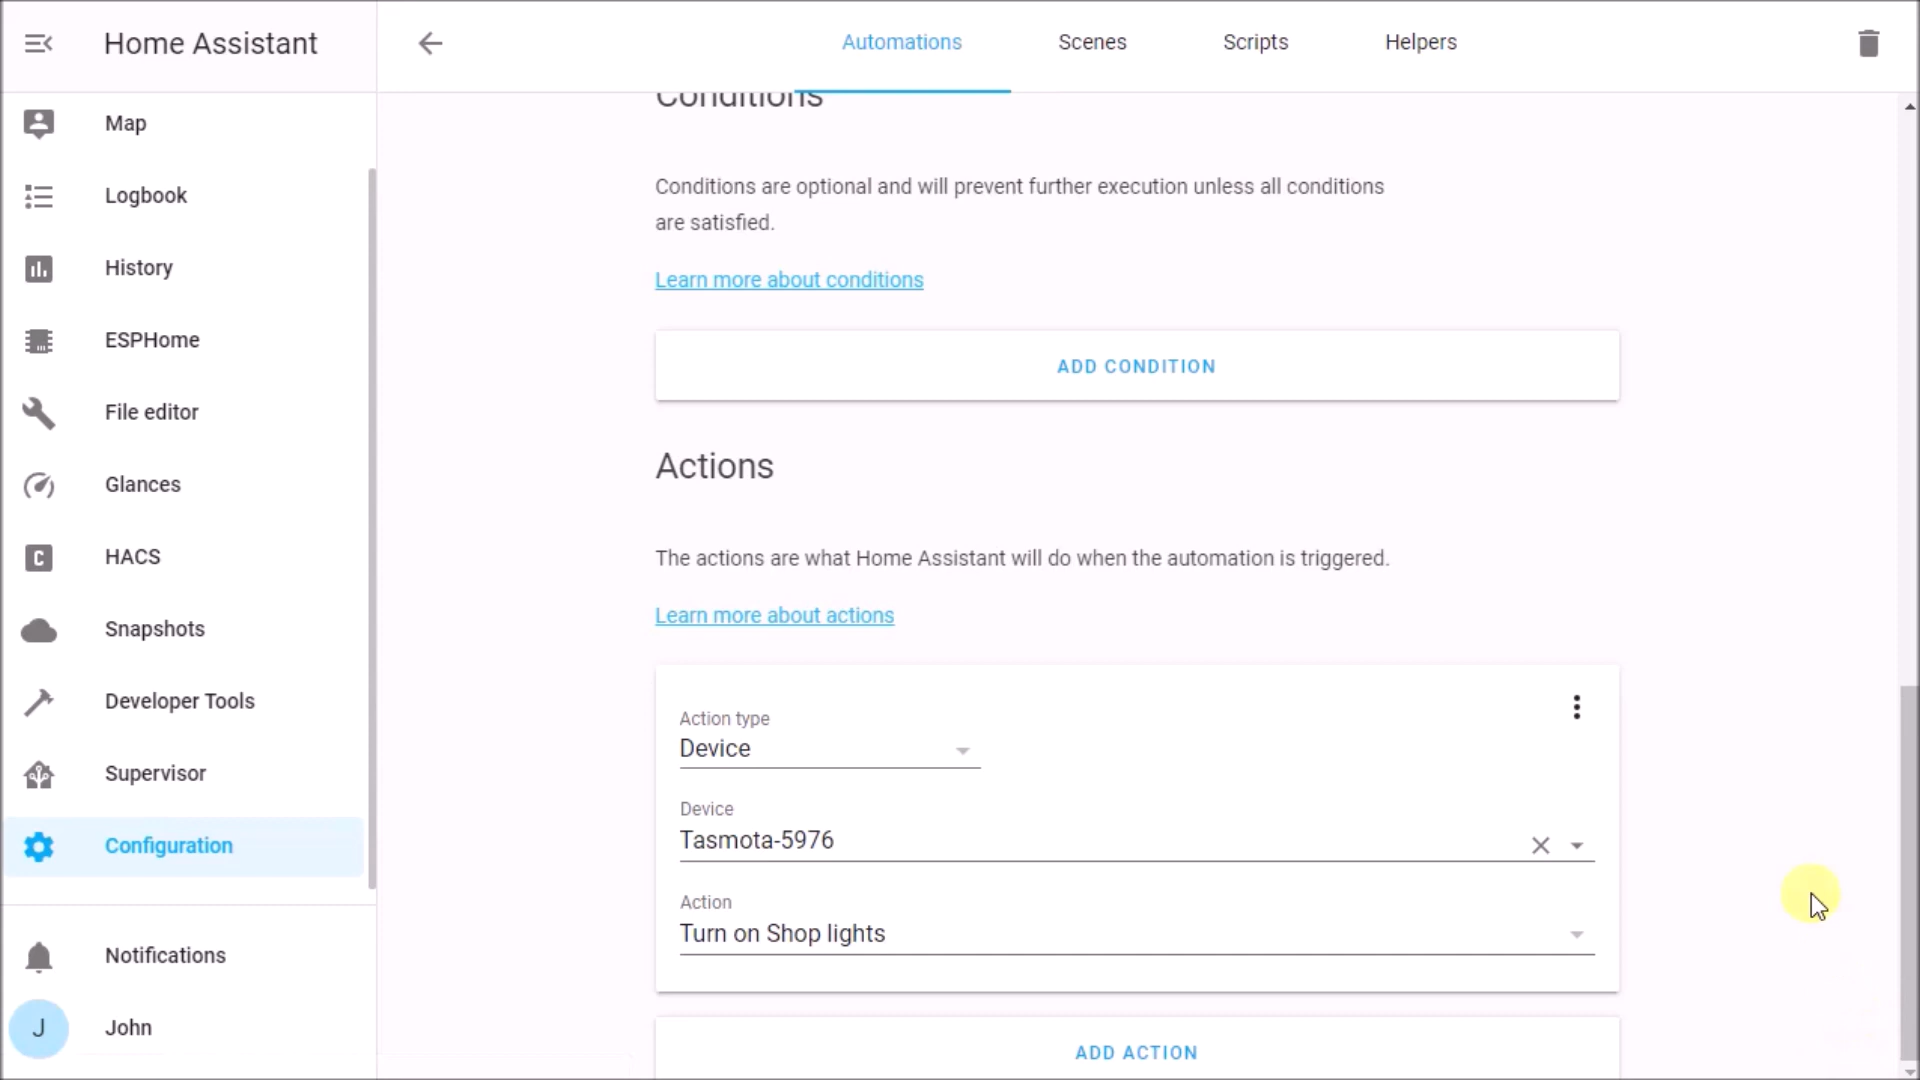 Home Assistant
Automations
Scenes
Scripts
Helpers
Map
Logbook
History
ESPHome
File editor
Glances
C
HACS
Snapshots
Developer Tools
Supervisor
Configuration
Notifications
J
John
Conditions
Conditions are optional and will prevent further execution unless all conditions
are satisfied.
Learn more about conditions
ADD CONDITION
Actions
The actions are what Home Assistant will do when the automation is triggered.
Learn more about actions
Action type
Device
Device
Tasmota-5976
Action
Turn on Shop lights
ADD ACTION